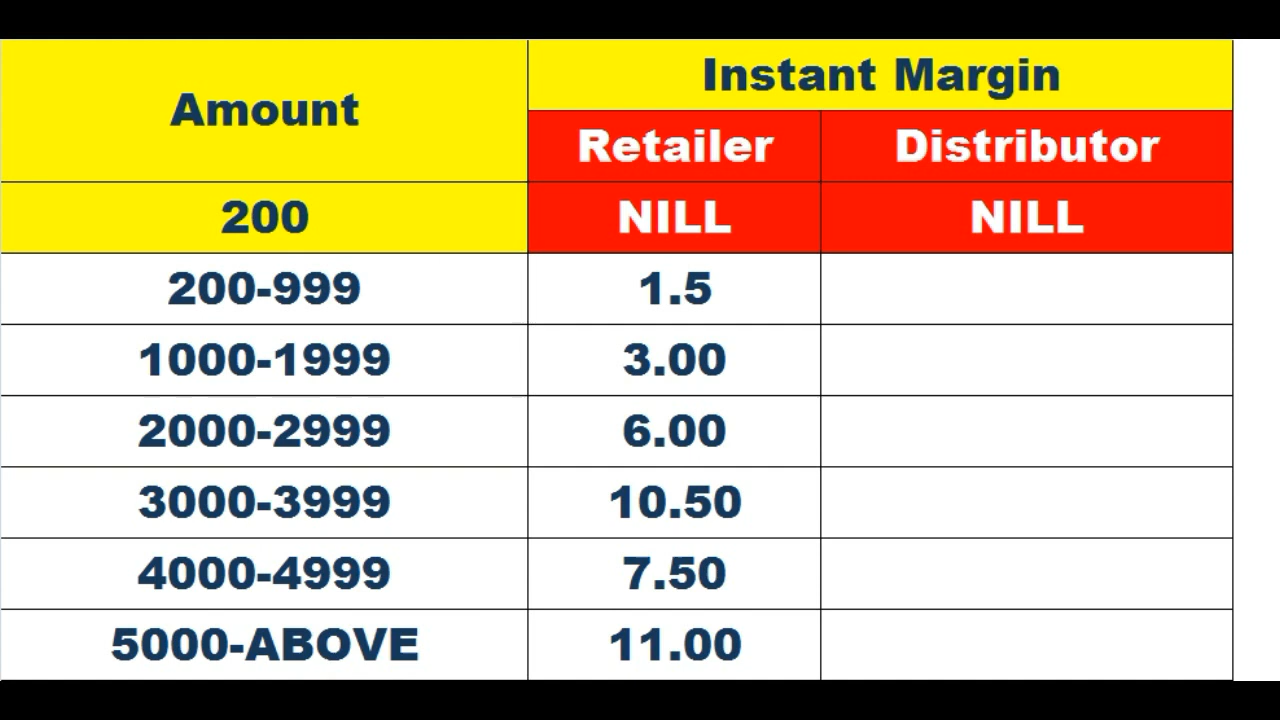 Amount
Instant Margin
Retailer Distributor
200 NILL NILL
200-999 1.5
1000-1999 3.00
2000-2999 6.00
3000-3999 10.50
4000-4999 7.50
5000-ABOVE 11.00